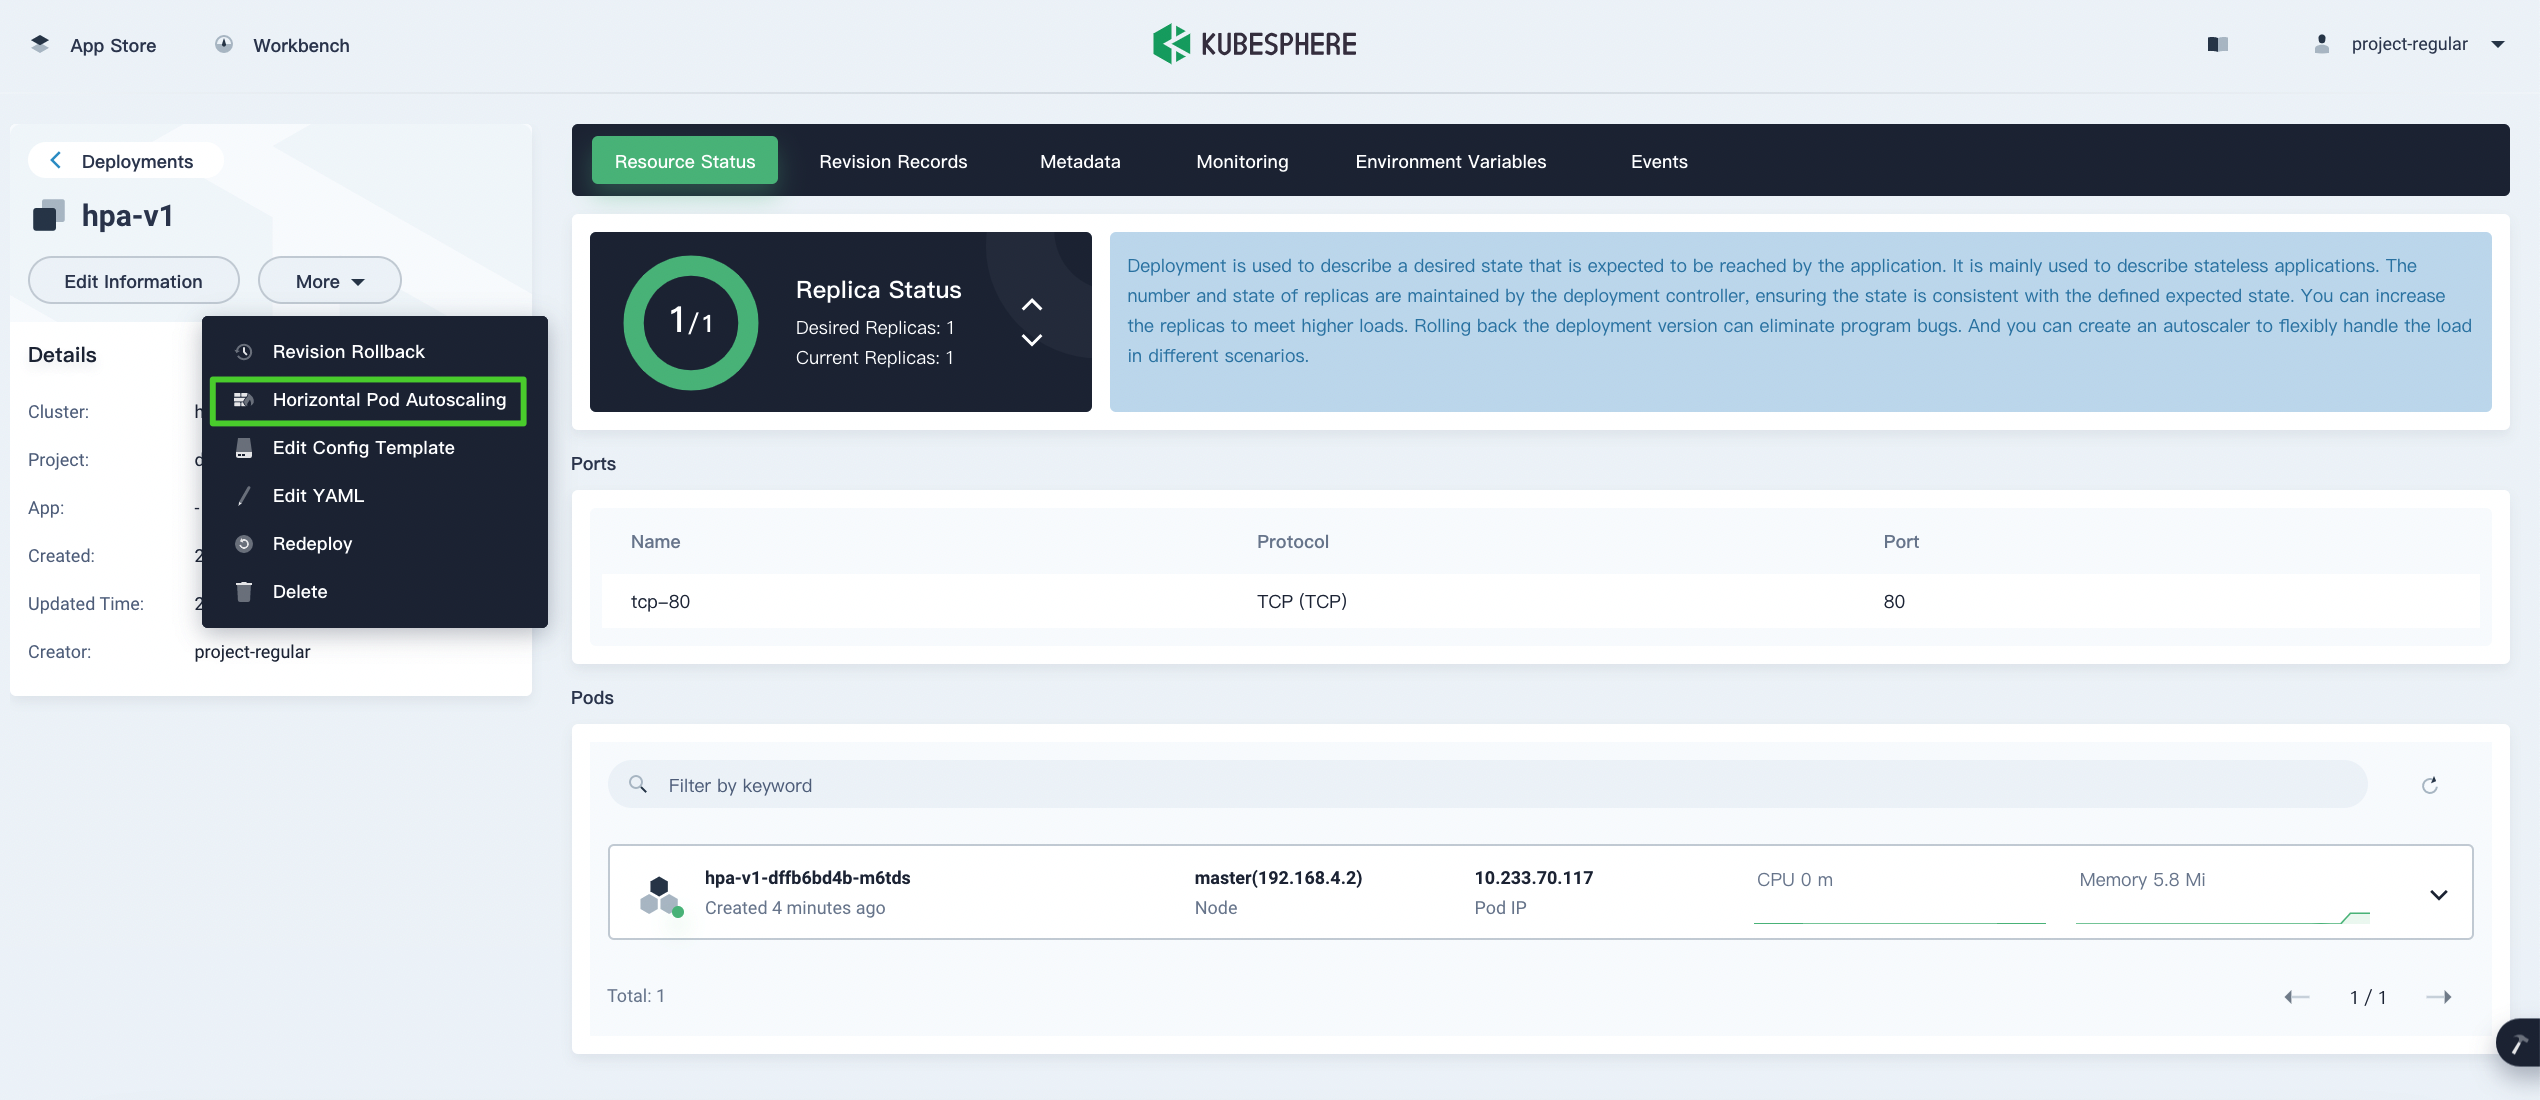 App Store
Workbench
KUBESPHERE
project-regular
Deployments
hpa-v1
Edit Information
More
Revision Rollback
Horizontal Pod Autoscaling
Edit Config Template
Edit YAML
Redeploy
Delete
Details
Cluster:
Project:
App:
-
Created:
2
Updated Time:
2
Creator:
project-regular
Resource Status
Revision Records
Metadata
Monitoring
Environment Variables
Events
1/1
Replica Status
Desired Replicas: 1
Current Replicas: 1
Deployment is used to describe a desired state that is expected to be reached by the application. It is mainly used to describe stateless applications. The
number and state of replicas are maintained by the deployment controller, ensuring the state is consistent with the defined expected state. You can increase
the replicas to meet higher loads. Rolling back the deployment version can eliminate program bugs. And you can create an autoscaler to flexibly handle the load
in different scenarios.
Ports
Name
Protocol
Port
tcp-80
TCP (TCP)
80
Pods
Filter by keyword
hpa-v1-dffb6bd4b-m6tds
Created 4 minutes ago
master(192.168.4.2)
Node
10.233.70.117
Pod IP
CPU 0 m
Memory 5.8 Mi
Total: 1
1 / 1